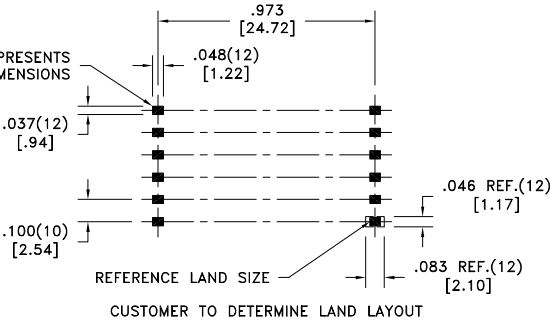 .973
[24.72]
PRESENTS
MENSIONS
.048(12)
[1.22]
.037(12)
[.94]
.046 REF.(12)
[1.17]
.100(10)
[2.54]
REFERENCE LAND SIZE
.083 REF.(12)
[2.10]
CUSTOMER TO DETERMINE LAND LAYOUT